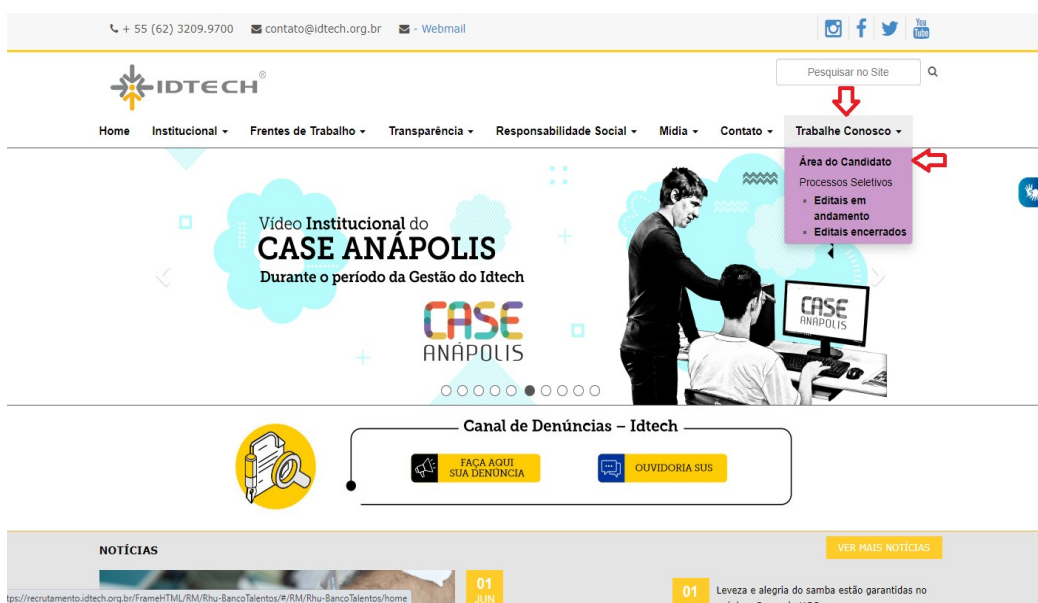 + 55 (62) 3209.9700 contato@idtech.org.br - Webmail
You
Tube
IDTECH®
Pesquisar no Site
Home Institucional Frentes de Trabalho Transparência Responsabilidade Social Mídia Contato Trabalhe Conosco
Área do Candidato
Processos Seletivos
Editais em
andamento
Editais encerrados
Vídeo Institucional do
CASE ANÁPOLIS
Durante o período da Gestão do Idtech
CASE
ANÁPOLIS
CASE
ANÁPOLIS
Canal de Denúncias – Idtech
FAÇA AQUI
SUA DENÚNCIA
OUVIDORIA SUS
NOTÍCIAS
VER MAIS NOTÍCIAS
01
JUN
01
Leveza e alegria do samba estão garantidas no
tps://recrutamento.idtech.org.br/FrameHTML/RM/Rhu-BancoTalentos/#/RM/Rhu-BancoTalentos/home